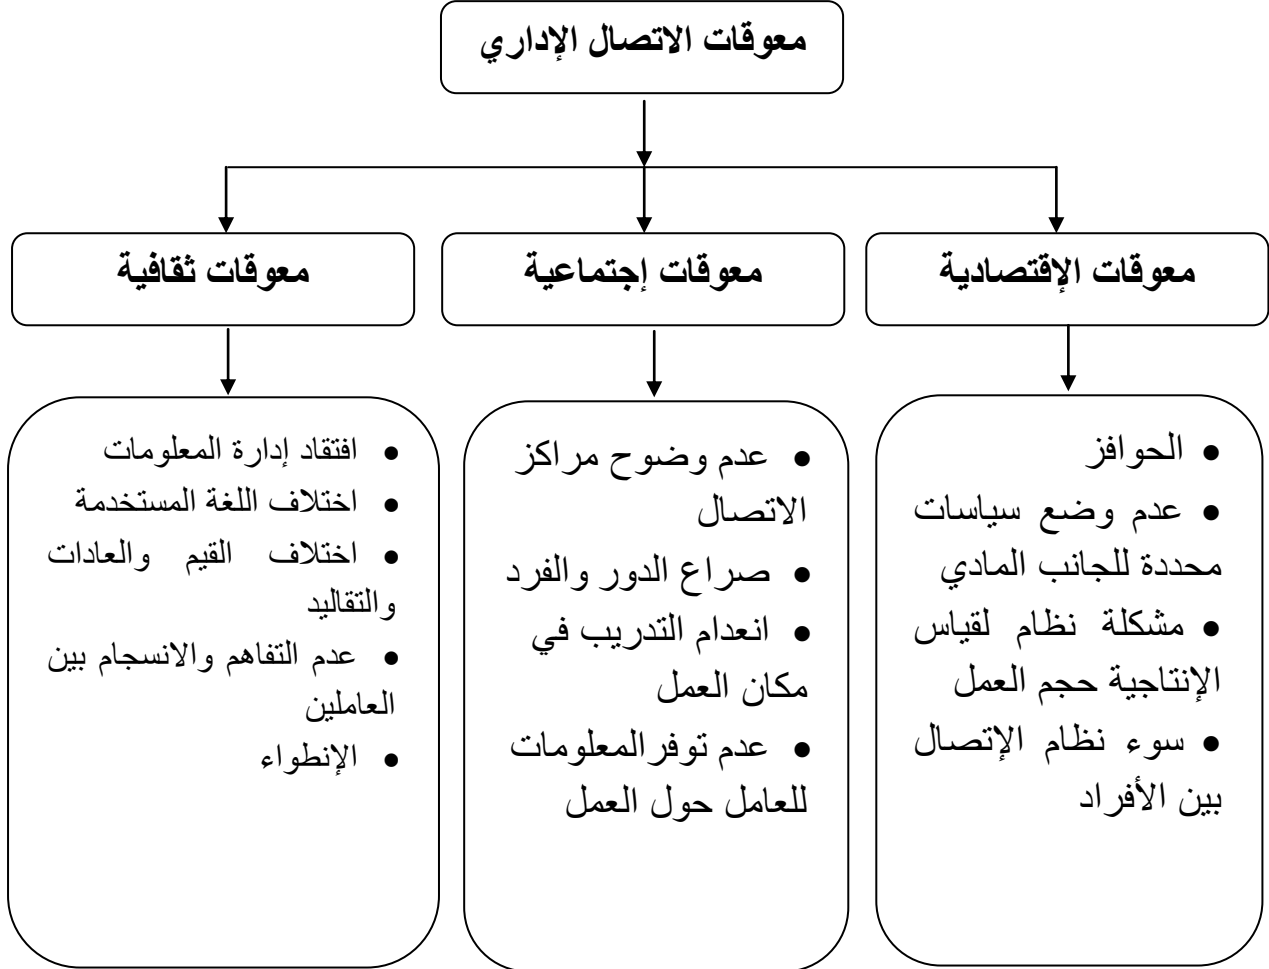 معوقات الاتصال الإداري
معوقات الإقتصادية
معوقات إجتماعية
معوقات ثقافية
• الحوافز
• عدم وضع سياسات
محددة للجانب المادي
• مشكلة نظام لقياس
الإنتاجية حجم العمل
• سوء نظام الإتصال
بين الأفراد
• عدم وضوح مراكز
الاتصال
• صراع الدور والفرد
• انعدام التدريب في
مكان العمل
• عدم توفرالمعلومات
للعامل حول العمل
• افتقاد إدارة المعلومات
• اختلاف اللغة المستخدمة
• اختلاف القيم والعادات
والتقاليد
• عدم التفاهم والانسجام بين
العاملين
• الإنطواء